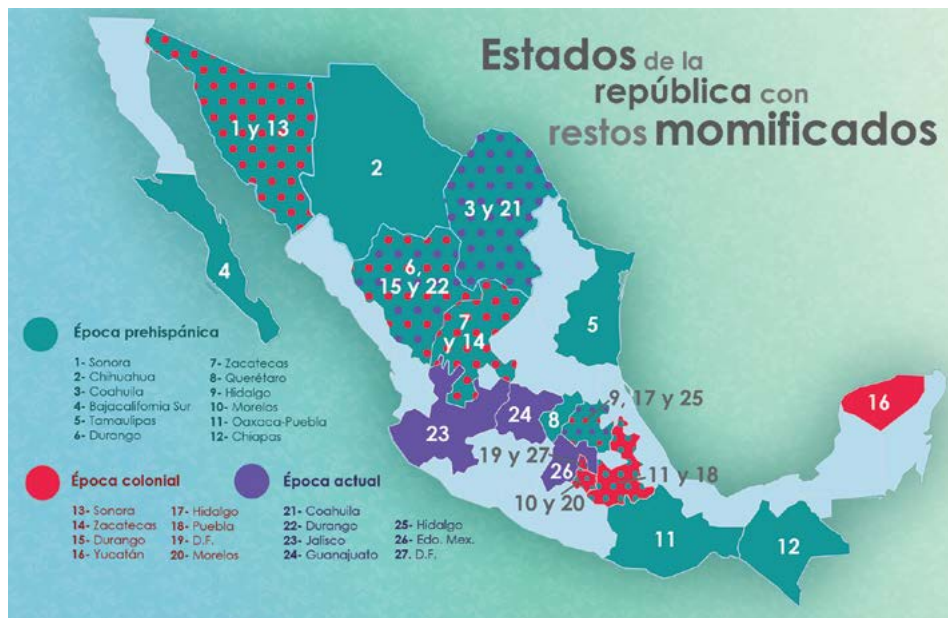 Estados de la
república con
restos momificados
1 y 13
2
3 y 21
4
6,
15 y 22
5
7
y 14
9, 17 y 25
16
8
24
23
19 y 27
26
11 y 18
10 y 20
11
12
Época prehispánica
1- Sonora
2- Chihuahua
3- Coahuila
4- Bajacalifornia Sur
5- Tamaulipas
6- Durango
7- Zacatecas
8- Querétaro
9- Hidalgo
10- Morelos
11- Oaxaca-Puebla
12- Chiapas
Época colonial
13- Sonora
14- Zacatecas
15- Durango
16- Yucatán
17- Hidalgo
18- Puebla
19- D.F.
20- Morelos
Época actual
21- Coahuila
22- Durango
23- Jalisco
24- Guanajuato
25- Hidalgo
26- Edo. Mex.
27. D.F.